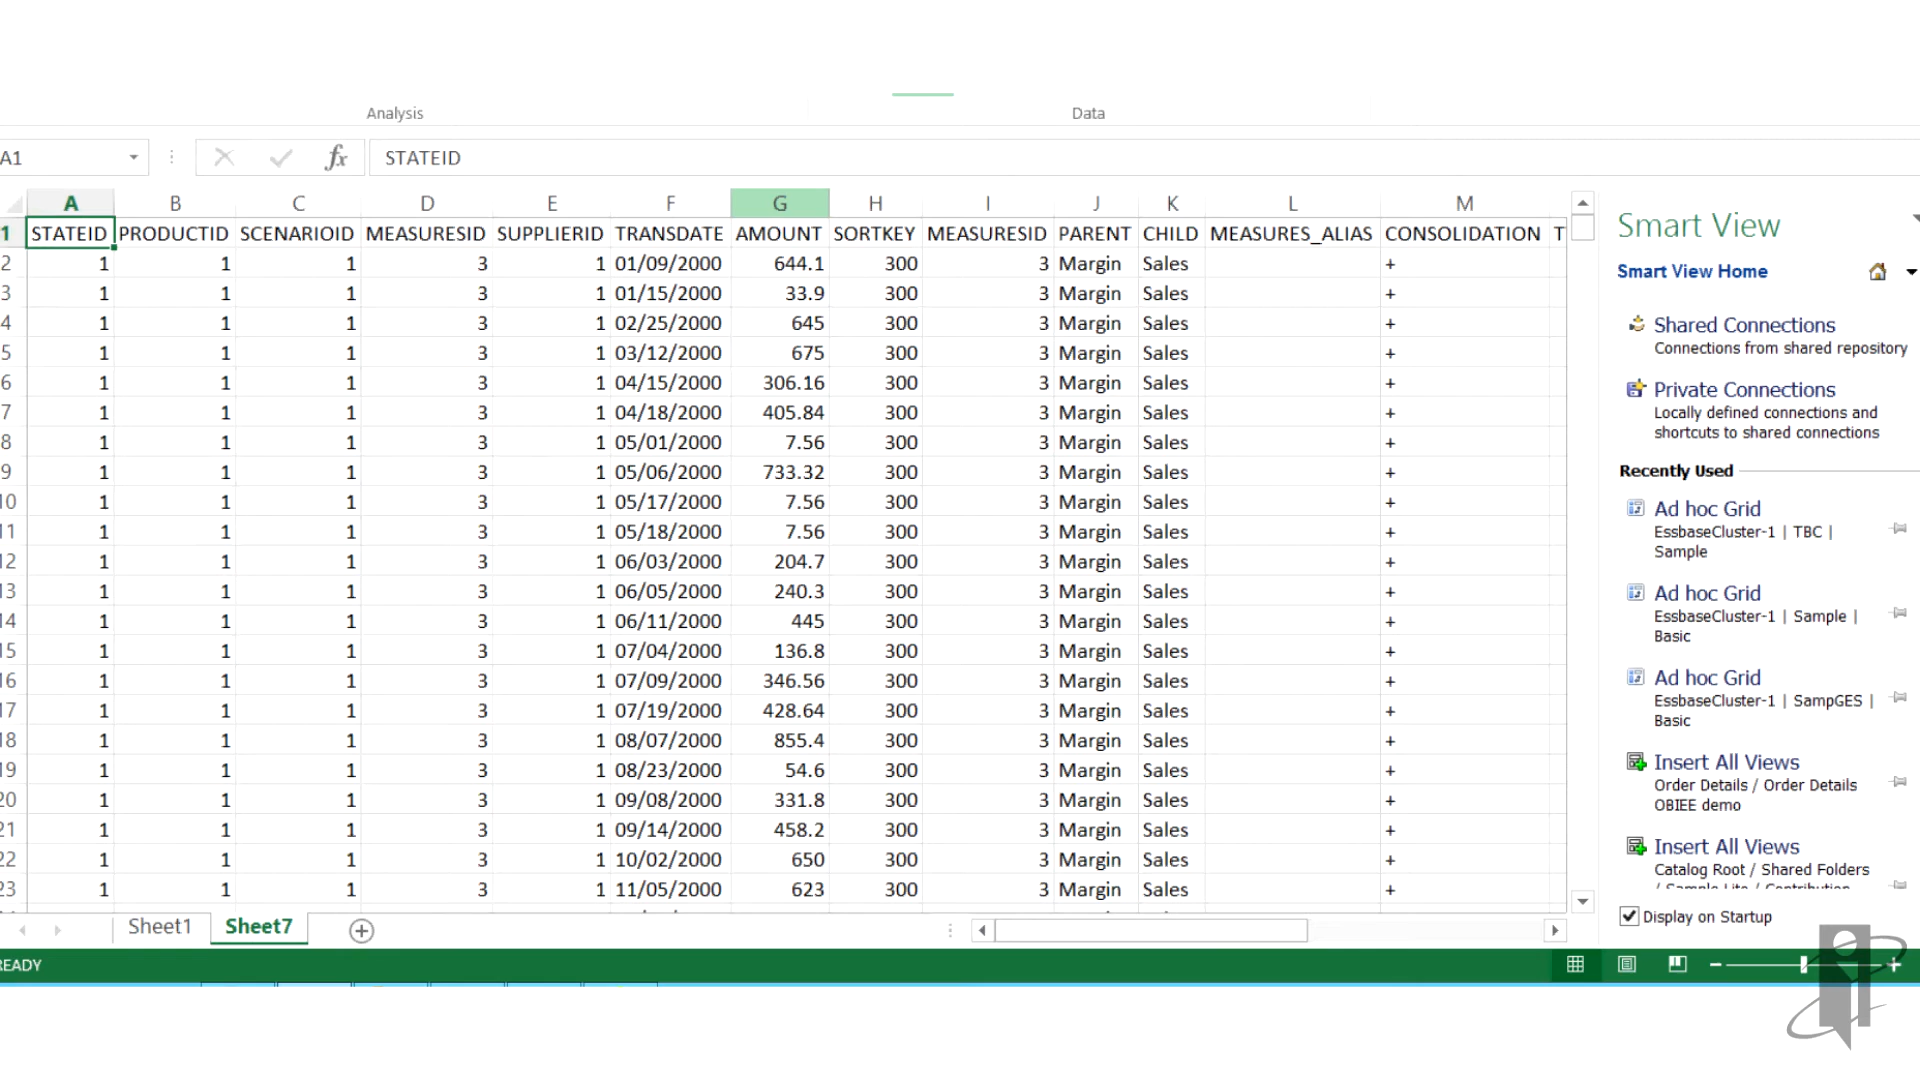 Analysis Data
A1 fx STATEID
A B C D E F G H I J K L M
1 STATEID PRODUCTID SCENARIOID MEASURESID SUPPLIERID TRANSDATE AMOUNT SORTKEY MEASURESID PARENT CHILD MEASURES_ALIAS CONSOLIDATION T
2 1 1 1 3 1 01/09/2000 644.1 300 3 Margin Sales +
3 1 1 1 3 1 01/15/2000 33.9 300 3 Margin Sales +
4 1 1 1 3 1 02/25/2000 645 300 3 Margin Sales +
5 1 1 1 3 1 03/12/2000 675 300 3 Margin Sales +
6 1 1 1 3 1 04/15/2000 306.16 300 3 Margin Sales +
7 1 1 1 3 1 04/18/2000 405.84 300 3 Margin Sales +
8 1 1 1 3 1 05/01/2000 7.56 300 3 Margin Sales +
9 1 1 1 3 1 05/06/2000 733.32 300 3 Margin Sales +
10 1 1 1 3 1 05/17/2000 7.56 300 3 Margin Sales +
11 1 1 1 3 1 05/18/2000 7.56 300 3 Margin Sales +
12 1 1 1 3 1 06/03/2000 204.7 300 3 Margin Sales +
13 1 1 1 3 1 06/05/2000 240.3 300 3 Margin Sales +
14 1 1 1 3 1 06/11/2000 445 300 3 Margin Sales +
15 1 1 1 3 1 07/04/2000 136.8 300 3 Margin Sales +
16 1 1 1 3 1 07/09/2000 346.56 300 3 Margin Sales +
17 1 1 1 3 1 07/19/2000 428.64 300 3 Margin Sales +
18 1 1 1 3 1 08/07/2000 855.4 300 3 Margin Sales +
19 1 1 1 3 1 08/23/2000 54.6 300 3 Margin Sales +
20 1 1 1 3 1 09/08/2000 331.8 300 3 Margin Sales +
21 1 1 1 3 1 09/14/2000 458.2 300 3 Margin Sales +
22 1 1 1 3 1 10/02/2000 650 300 3 Margin Sales +
23 1 1 1 3 1 11/05/2000 623 300 3 Margin Sales +
Sheet1 Sheet7
READY
Smart View
Smart View Home
Shared Connections
Connections from shared repository
Private Connections
Locally defined connections and
shortcuts to shared connections
Recently Used
Ad hoc Grid
EssbaseCluster-1 | TBC |
Sample
Ad hoc Grid
EssbaseCluster-1 | Sample |
Basic
Ad hoc Grid
EssbaseCluster-1 | SampGES |
Basic
Insert All Views
Order Details / Order Details
OBIEE demo
Insert All Views
Catalog Root / Shared Folders
/ Sample Lite / Contribution
Display on Startup